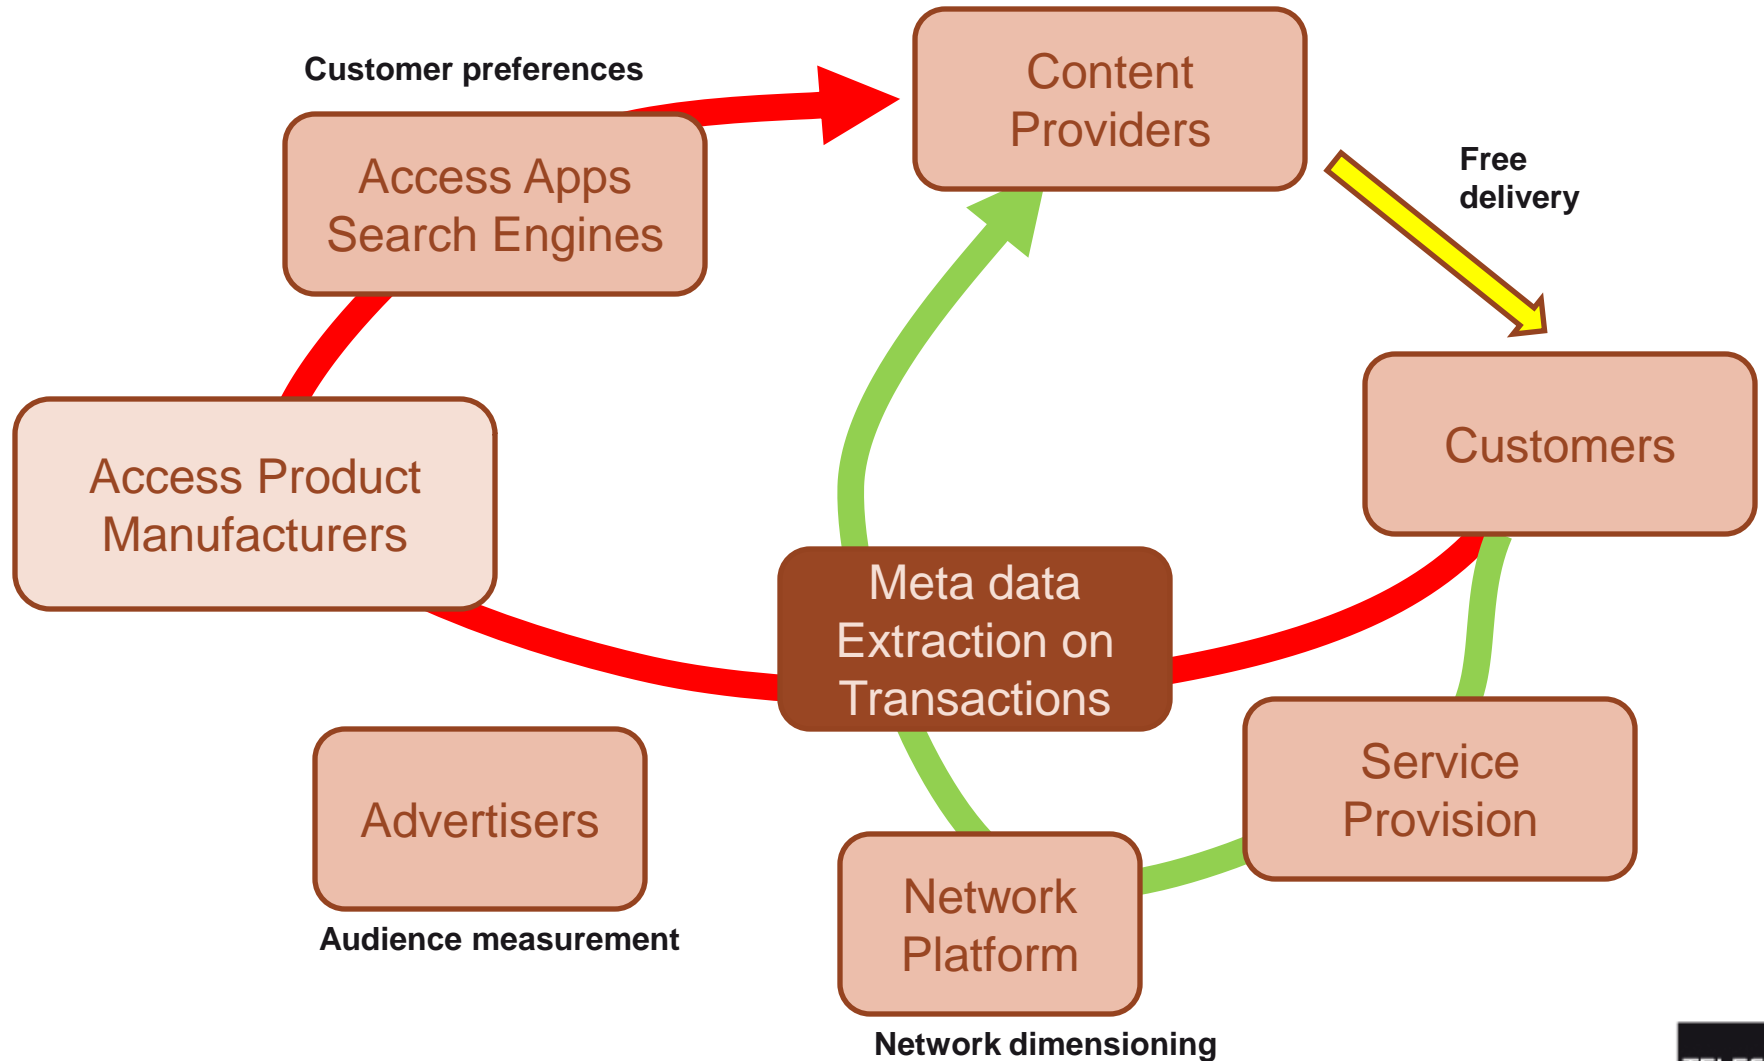 Customer preferences
Content
Providers
Access Apps
Search Engines
Free
delivery
Access Product
Manufacturers
Customers
Meta data
Extraction on
Transactions
Service
Provision
Advertisers
Network
Platform
Audience measurement
Network dimensioning